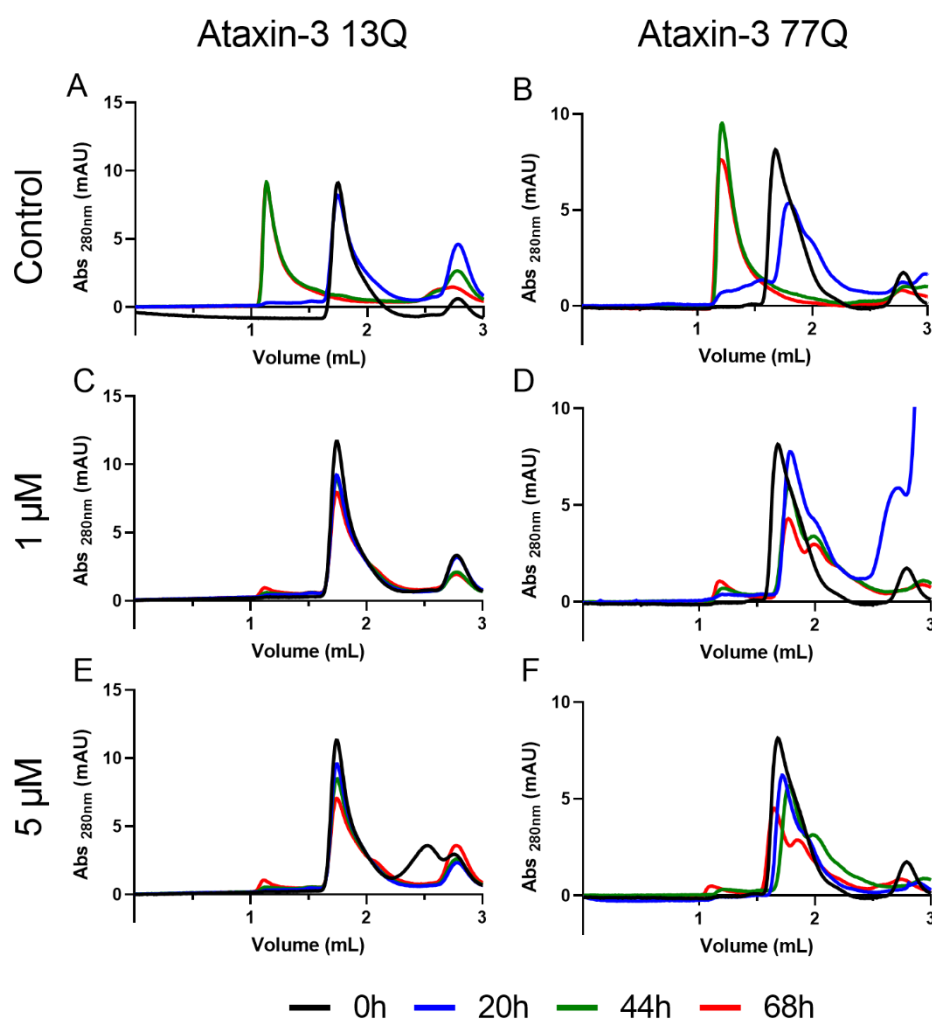 Ataxin-3 13Q
Ataxin-3 77Q
Control
A
Abs 280nm (mAU)
15
10
5
0
1
2
3
Volume (mL)
B
Abs 280nm (mAU)
10
5
0
1
2
3
Volume (mL)
1 µM
C
Abs 280nm (mAU)
15
10
5
0
1
2
3
Volume (mL)
D
Abs 280nm (mAU)
10
5
0
1
2
3
Volume (mL)
5 µM
E
Abs 280nm (mAU)
15
10
5
0
1
2
3
Volume (mL)
F
Abs 280nm (mAU)
10
5
0
1
2
3
Volume (mL)
0h 20h 44h 68h